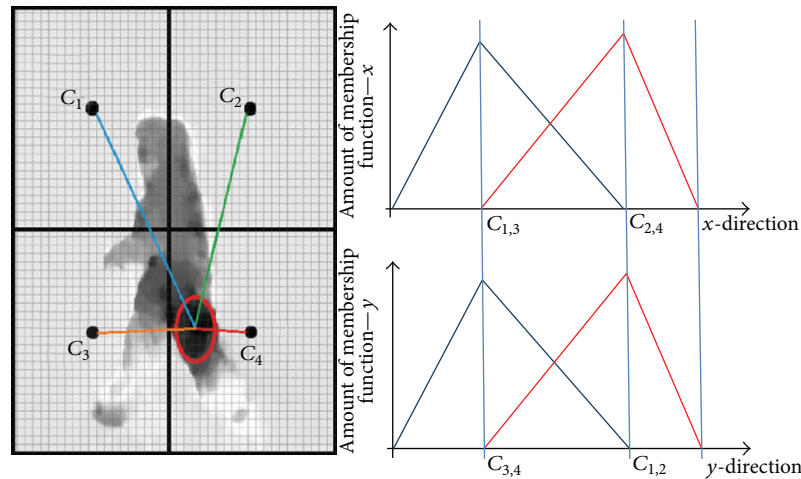 C1
C2
C3
C4
Amount of membership
function—x
C1,3
C2,4
x-direction
Amount of membership
function—y
C3,4
C1,2
y-direction